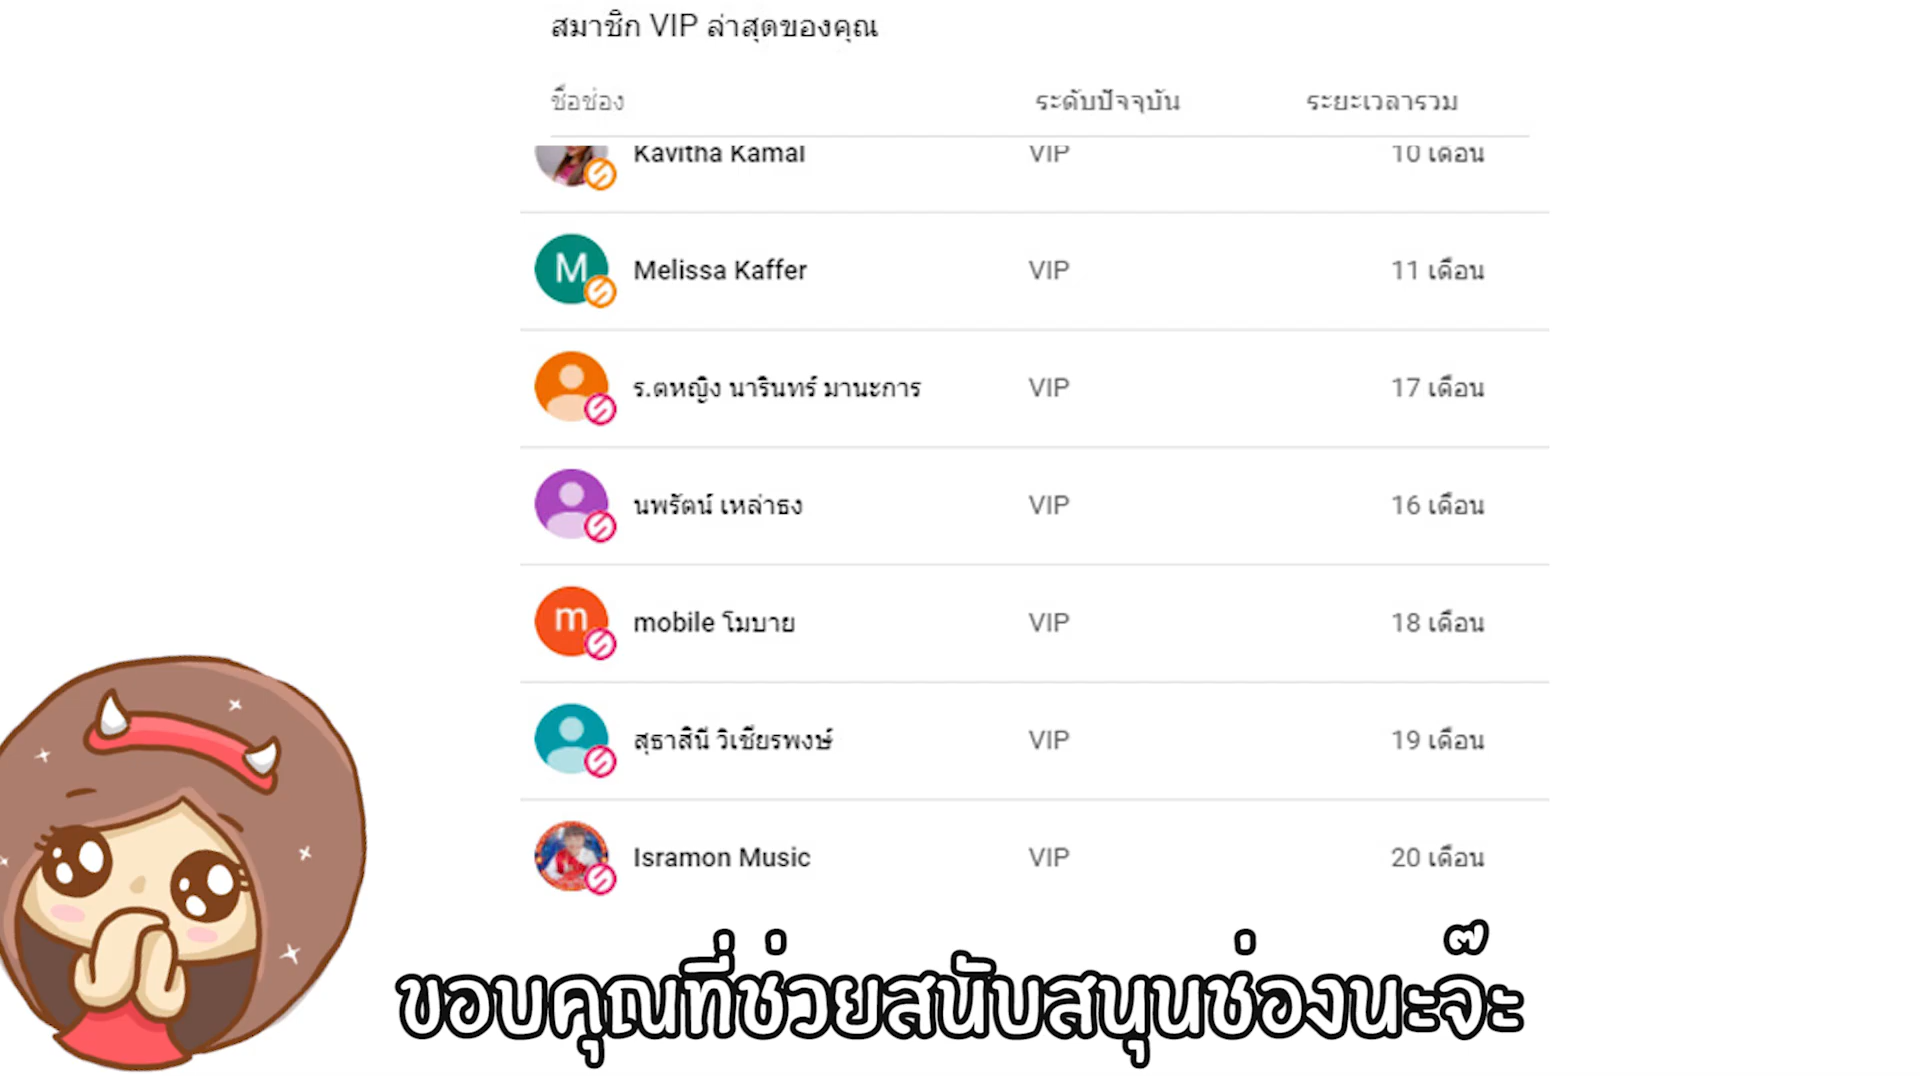 สมาชิก VIP ล่าสุดของคุณ
ชื่อช่อง ระดับปัจจุบัน ระยะเวลารวม
Kavitha Kamal VIP 10 เดือน
M Melissa Kaffer VIP 11 เดือน
ร.ตหญิง นารินทร์ มานะการ VIP 17 เดือน
นพรัตน์ เหล่าธง VIP 16 เดือน
m mobile โมบาย VIP 18 เดือน
สุธาสินี วิเชียรพงษ์ VIP 19 เดือน
Isramon Music VIP 20 เดือน
ขอบคุณที่ช่วยสนับสนุนช่องนะจ๊ะ